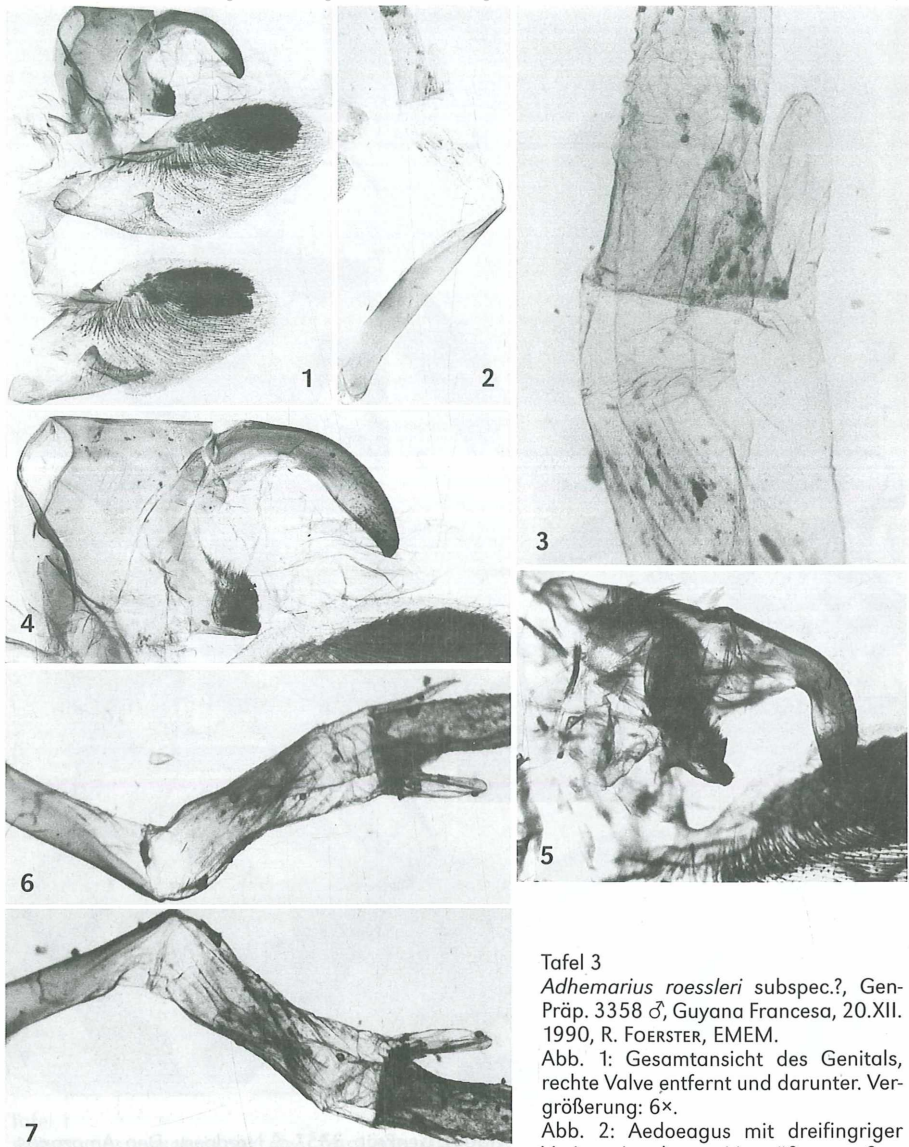 1
2
3
4
5
6
7
Tafel 3
Adhemarius roessleri subspec.?, Gen-
Präp. 3358 ♂, Guyana Francesa, 20.XII.
1990, R. FOERSTER, EMEM.
Abb. 1: Gesamtansicht des Genitals,
rechte Valve entfernt und darunter. Ver-
größerung: 6×.
Abb. 2: Aedoeagus mit dreifingriger